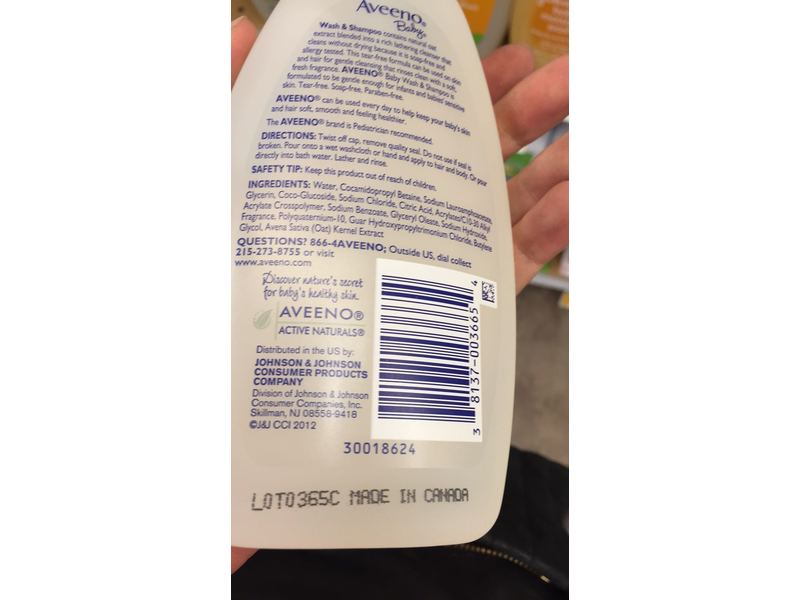 Aveeno®
Baby
Wash & Shampoo contains natural oat
extract blended into a rich lathering cleanser that
cleans without drying because it is soap-free and
allergy tested. This tear-free formula can be used on skin
and hair for gentle cleansing that rinses clean with a soft,
fresh fragrance. AVEENO® Baby Wash & Shampoo is
formulated to be gentle enough for infants and babies' sensitive
skin. Tear-free. Soap-free. Paraben-free.
AVEENO® can be used every day to help keep your baby's skin
and hair soft, smooth and feeling healthier.
The AVEENO® brand is Pediatrician recommended.
DIRECTIONS: Twist off cap, remove quality seal. Do not use if seal is
broken. Pour onto a wet washcloth or hand and apply to hair and body. Or pour
directly into bath water. Lather and rinse.
SAFETY TIP: Keep this product out of reach of children.
INGREDIENTS: Water, Cocamidopropyl Betaine, Sodium Lauroamphoacetate,
Glycerin, Coco-Glucoside, Sodium Chloride, Citric Acid, Acrylates/C10-30 Alkyl
Acrylate Crosspolymer, Sodium Benzoate, Glyceryl Oleate, Sodium Hydroxide,
Fragrance, Polyquaternium-10, Guar Hydroxypropyltrimonium Chloride, Butylene
Glycol, Avena Sativa (Oat) Kernel Extract
QUESTIONS? 866-4AVEENO; Outside US, dial collect
215-273-8755 or visit
www.aveeno.com
Discover nature's secret
for baby's healthy skin.
AVEENO®
ACTIVE NATURALS®
Distributed in the US by:
JOHNSON & JOHNSON
CONSUMER PRODUCTS
COMPANY
Division of Johnson & Johnson
Consumer Companies, Inc.
Skillman, NJ 08558-9418
©J&J CCI 2012
3 8137-003665 4
30018624
LOT0365C MADE IN CANADA